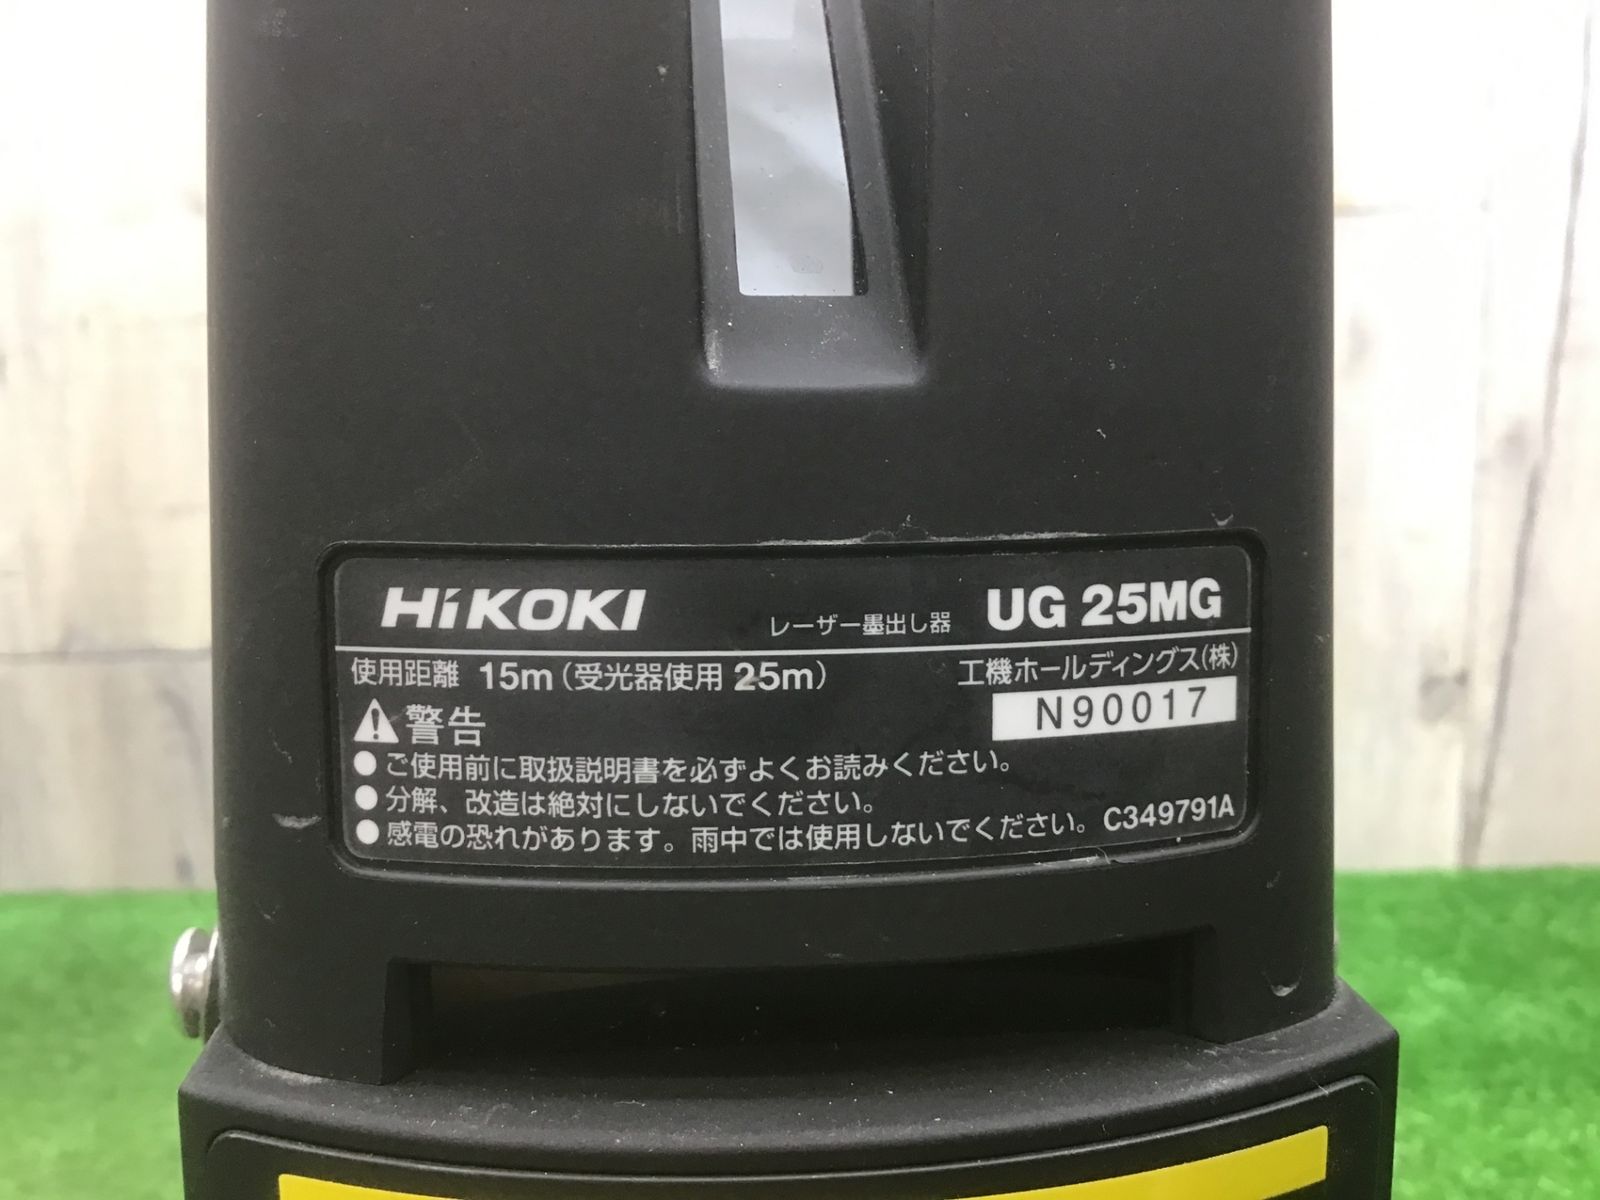 HiKOKI レーザー墨出し器 UG 25MG
使用距離 15m（受光器使用 25m） 工機ホールディングス(株)
N90017
⚠警告
●ご使用前に取扱説明書を必ずよくお読みください。
●分解、改造は絶対にしないでください。
●感電の恐れがあります。雨中では使用しないでください。 C349791A